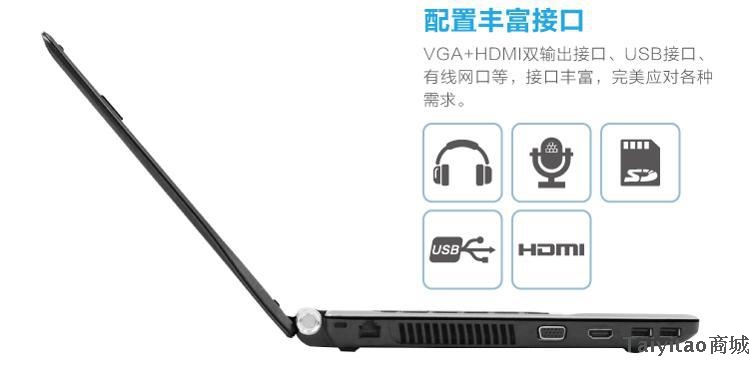 配置丰富接口
VGA+HDMI双输出接口、USB接口、
有线网口等，接口丰富，完美应对各种
需求。
SD
USB
HDMI
Taiyitao商城